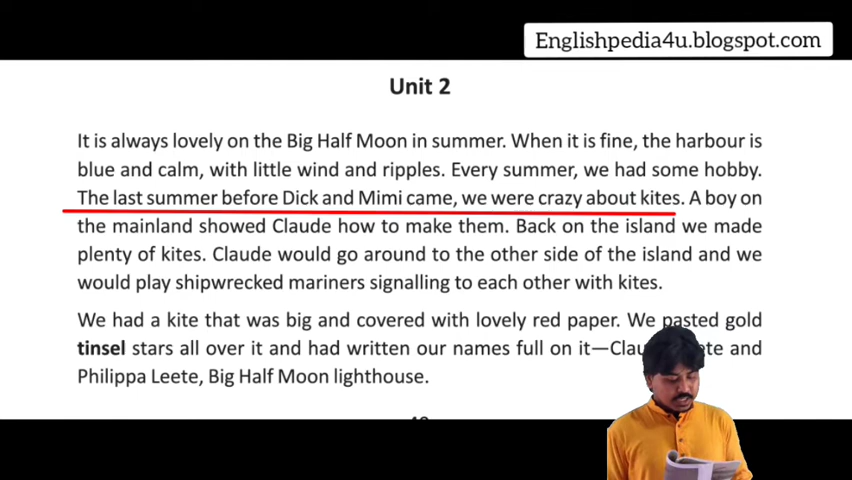 Englishpedia4u.blogspot.com
Unit 2
It is always lovely on the Big Half Moon in summer. When it is fine, the harbour is
blue and calm, with little wind and ripples. Every summer, we had some hobby.
The last summer before Dick and Mimi came, we were crazy about kites. A boy on
the mainland showed Claude how to make them. Back on the island we made
plenty of kites. Claude would go around to the other side of the island and we
would play shipwrecked mariners signalling to each other with kites.
We had a kite that was big and covered with lovely red paper. We pasted gold
tinsel stars all over it and had written our names full on it—Clau ete and
Philippa Leete, Big Half Moon lighthouse.